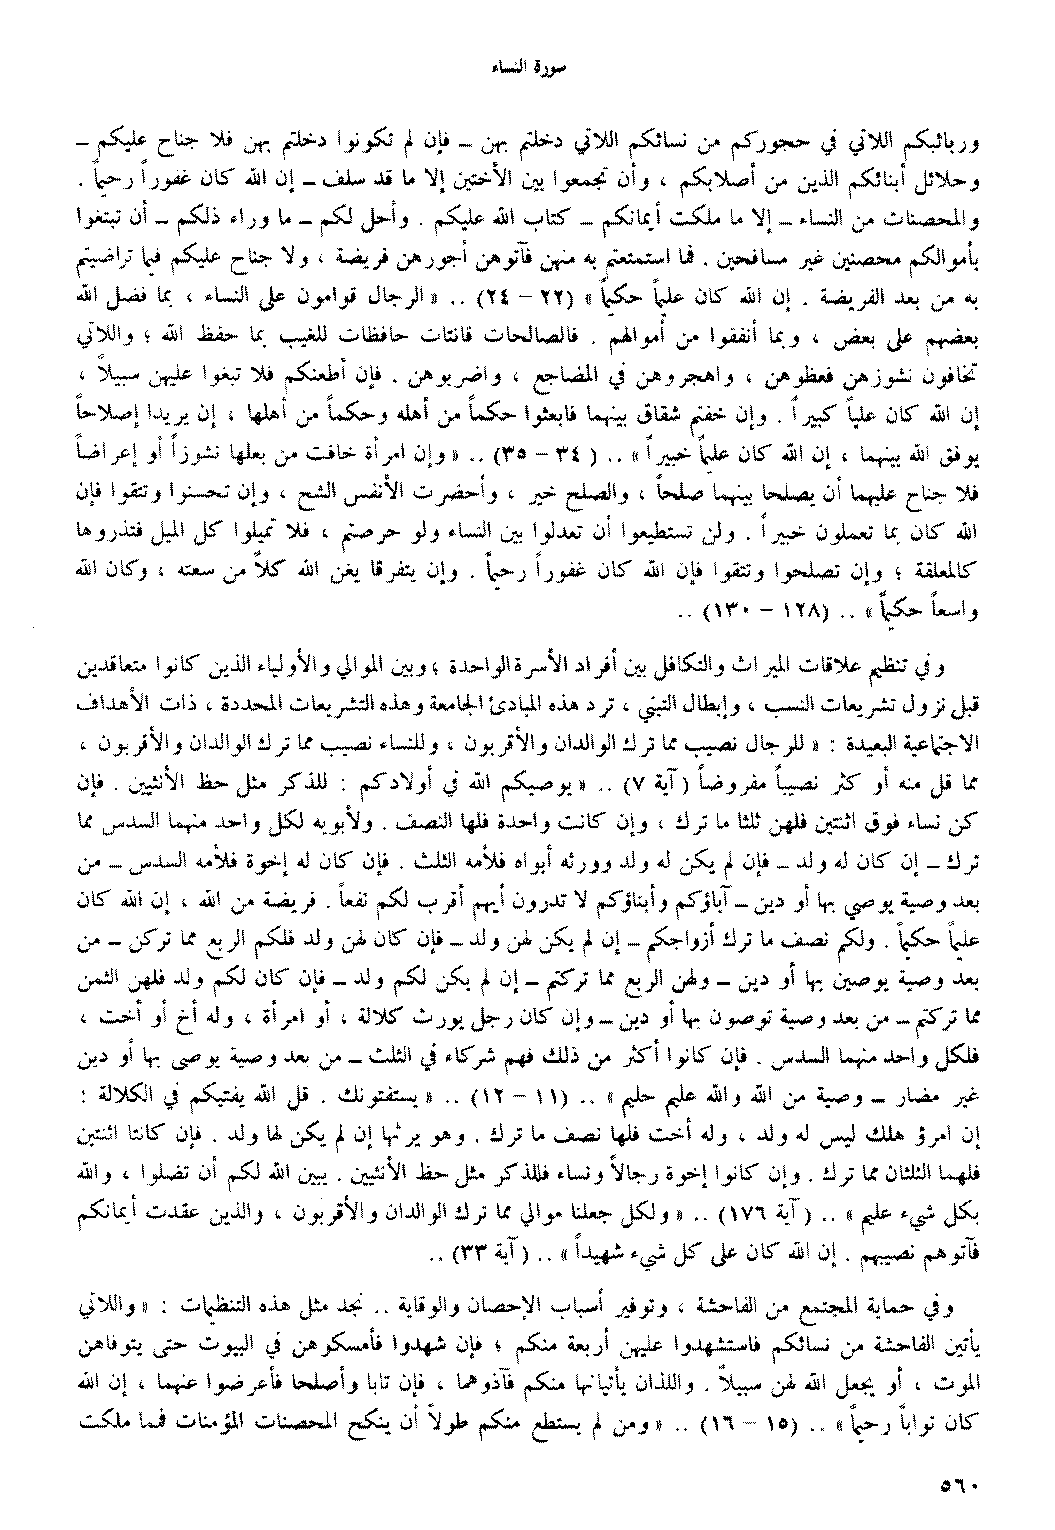 سورة النساء
وربائبكم اللاتي في حجوركم من نسائكم اللاتي دخلتم بهن – فإن لم تكونوا دخلتم بهن فلا جناح عليكم –
وحلائل أبنائكم الذين من أصلابكم ، وأن تجمعوا بين الأختين إلا ما قد سلف – إن الله كان غفوراً رحيماً .
والمحصنات من النساء – إلا ما ملكت أيمانكم – كتاب الله عليكم . وأحل لكم – ما وراء ذلكم – أن تبتغوا
بأموالكم محصنين غير مسافحين . فما استمتعتم به منهن فآتوهن أجورهن فريضة ، ولا جناح عليكم فيما تراضيتم
به من بعد الفريضة . إن الله كان عليماً حكيماً » (٢٢ – ٢٤) .. « الرجال قوامون على النساء ، بما فضل الله
بعضهم على بعض ، وبما أنفقوا من أموالهم . فالصالحات قانتات حافظات للغيب بما حفظ الله ؛ واللاتي
تخافون نشوزهن فعظوهن ، واهجروهن في المضاجع ، واضربوهن . فإن أطعنكم فلا تبغوا عليهن سبيلاً ،
إن الله كان علياً كبيراً . وإن خفتم شقاق بينهما فابعثوا حكماً من أهله وحكماً من أهلها ، إن يريدا إصلاحاً
يوفق الله بينهما ، إن الله كان عليماً خبيراً » .. ( ٣٤ – ٣٥) .. « وإن امرأة خافت من بعلها نشوزاً أو إعراضاً
فلا جناح عليهما أن يصلحا بينهما صلحاً ، والصلح خير ، وأحضرت الأنفس الشح ، وإن تحسنوا وتتقوا فإن
الله كان بما تعملون خبيراً . ولن تستطيعوا أن تعدلوا بين النساء ولو حرصتم ، فلا تميلوا كل الميل فتذروها
كالمعلقة ؛ وإن تصلحوا وتتقوا فإن الله كان غفوراً رحيماً . وإن يتفرقا يغن الله كلاً من سعته ، وكان الله
واسعاً حكيماً » .. (١٢٨ – ١٣٠) ..
وفي تنظيم علاقات الميراث والتكافل بين أفراد الأسرة الواحدة ؛ وبين الموالي والأولياء الذين كانوا متعاقدين
قبل نزول تشريعات النسب ، وإبطال التبني ، ترد هذه المبادئ الجامعة وهذه التشريعات المحددة ، ذات الأهداف
الاجتماعية البعيدة : « للرجال نصيب مما ترك الوالدان والأقربون ، وللنساء نصيب مما ترك الوالدان والأقربون ،
مما قل منه أو كثر نصيباً مفروضاً ( آية ٧) .. « يوصيكم الله في أولادكم : للذكر مثل حظ الأنثيين . فإن
كن نساء فوق اثنتين فلهن ثلثا ما ترك ، وإن كانت واحدة فلها النصف . ولأبويه لكل واحد منهما السدس مما
ترك – إن كان له ولد – فإن لم يكن له ولد وورثه أبواه فلأمه الثلث . فإن كان له إخوة فلأمه السدس – من
بعد وصية يوصي بها أو دين – آباؤكم وأبناؤكم لا تدرون أيهم أقرب لكم نفعاً . فريضة من الله ، إن الله كان
عليماً حكيماً . ولكم نصف ما ترك أزواجكم – إن لم يكن لهن ولد – فإن كان لهن ولد فلكم الربع مما تركن – من
بعد وصية يوصين بها أو دين – ولهن الربع مما تركتم – إن لم يكن لكم ولد – فإن كان لكم ولد فلهن الثمن
مما تركتم – من بعد وصية توصون بها أو دين – وإن كان رجل يورث كلالة ، أو امرأة ، وله أخ أو أخت ،
فلكل واحد منهما السدس . فإن كانوا أكثر من ذلك فهم شركاء في الثلث – من بعد وصية يوصى بها أو دين
غير مضار – وصية من الله والله عليم حليم » .. (١١ – ١٢) .. « يستفتونك . قل الله يفتيكم في الكلالة :
إن امرؤ هلك ليس له ولد ، وله أخت فلها نصف ما ترك . وهو يرثها إن لم يكن لها ولد . فإن كانتا اثنتين
فلهما الثلثان مما ترك . وإن كانوا إخوة رجالاً ونساء فللذكر مثل حظ الأنثيين . يبين الله لكم أن تضلوا ، والله
بكل شيء عليم » .. ( آية ١٧٦) .. « ولكل جعلنا موالي مما ترك الوالدان والأقربون ، والذين عقدت أيمانكم
فآتوهم نصيبهم . إن الله كان على كل شيء شهيداً » .. ( آية ٣٣) ..
وفي حماية المجتمع من الفاحشة ، وتوفير أسباب الإحصان والوقاية .. نجد مثل هذه التنظيمات : « واللاتي
يأتين الفاحشة من نسائكم فاستشهدوا عليهن أربعة منكم ؛ فإن شهدوا فأمسكوهن في البيوت حتى يتوفاهن
الموت ، أو يجعل الله لهن سبيلاً . واللذان يأتيانها منكم فآذوهما ، فإن تابا وأصلحا فأعرضوا عنهما ، إن الله
كان تواباً رحيماً » .. (١٥ – ١٦) .. « ومن لم يستطع منكم طولاً أن ينكح المحصنات المؤمنات فمما ملكت
٥٦٠